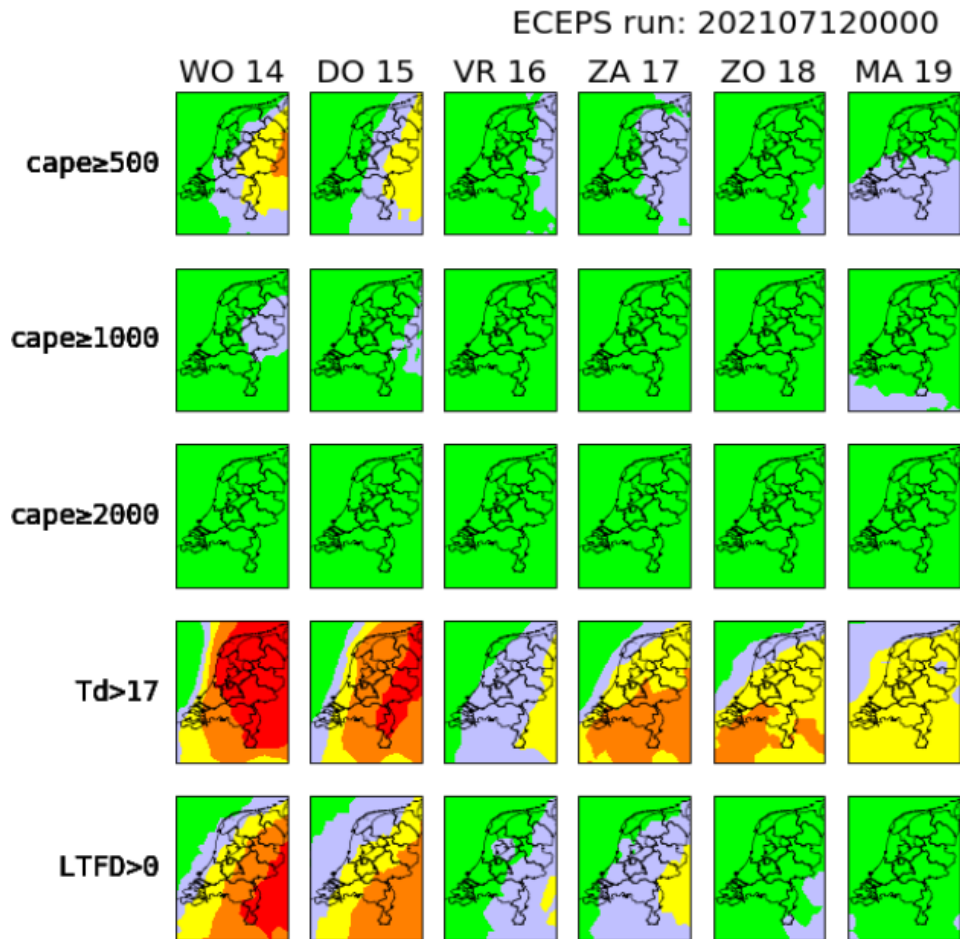 ECEPS run: 202107120000
WO 14 DO 15 VR 16 ZA 17 ZO 18 MA 19
cape≥500
cape≥1000
cape≥2000
Td>17
LTFD>0